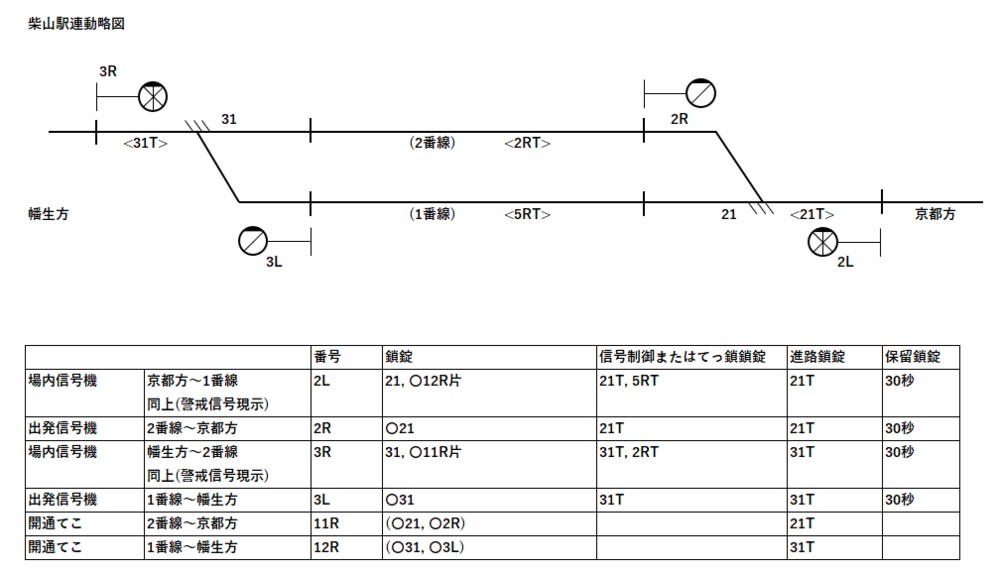 柴山駅連動略図
3R
31
2R
<31T>
(2番線)
<2RT>
幡生方
(1番線)
<5RT>
21
<21T>
京都方
3L
2L
番号 鎖錠 信号制御またはてっ鎖鎖錠 進路鎖錠 保留鎖錠
場内信号機 京都方～1番線 2L 21, 〇12R片 21T, 5RT 21T 30秒
同上(警戒信号現示)
出発信号機 2番線～京都方 2R 〇21 21T 21T 30秒
場内信号機 幡生方～2番線 3R 31, 〇11R片 31T, 2RT 31T 30秒
同上(警戒信号現示)
出発信号機 1番線～幡生方 3L 〇31 31T 31T 30秒
開通てこ 2番線～京都方 11R (〇21, 〇2R) 21T
開通てこ 1番線～幡生方 12R (〇31, 〇3L) 31T